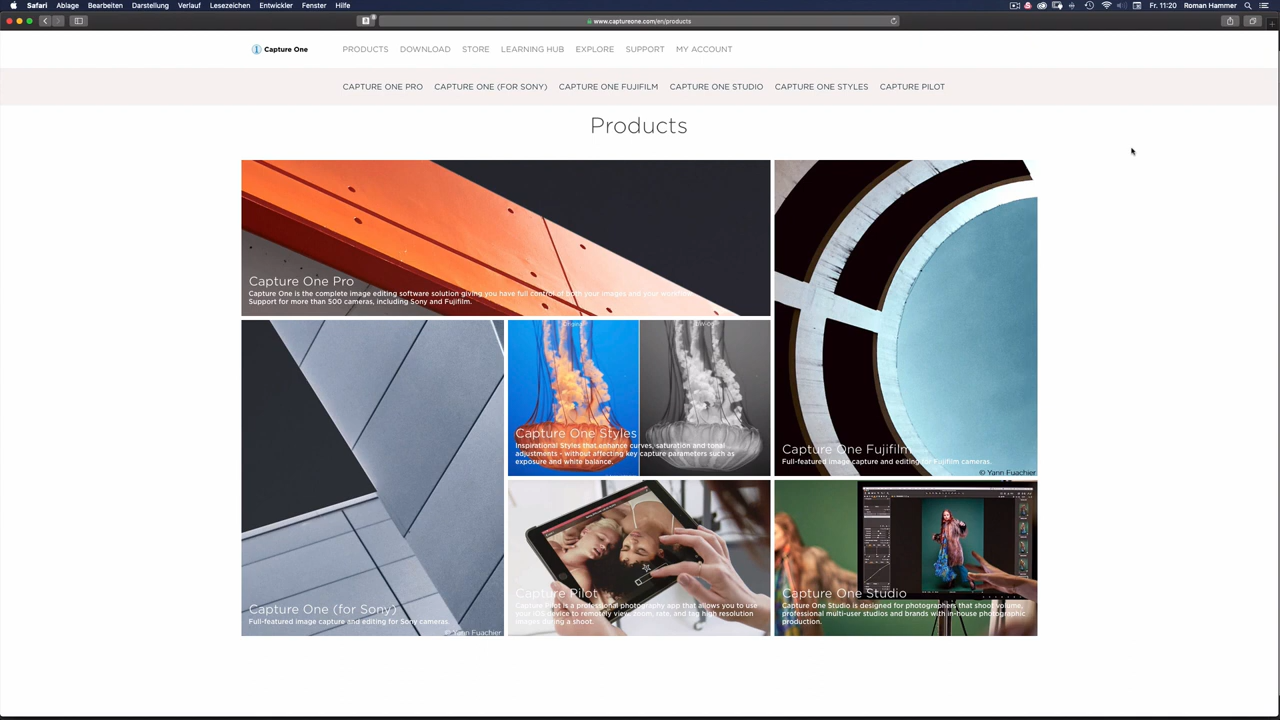 Safari Ablage Bearbeiten Darstellung Verlauf Lesezeichen Entwickler Fenster Hilfe Fr. 11:20 Roman Hammer
www.captureone.com/en/products
Capture One PRODUCTS DOWNLOAD STORE LEARNING HUB EXPLORE SUPPORT MY ACCOUNT
CAPTURE ONE PRO CAPTURE ONE (FOR SONY) CAPTURE ONE FUJIFILM CAPTURE ONE STUDIO CAPTURE ONE STYLES CAPTURE PILOT
Products
Capture One Pro
Capture One is the complete image editing software solution giving you have full control of both your images and your workflow.
Support for more than 500 cameras, including Sony and Fujifilm.
Capture One Styles
Inspirational Styles that enhance curves, saturation and tonal
adjustments - without affecting key capture parameters such as
exposure and white balance.
Capture One Fujifilm
Full-featured image capture and editing for Fujifilm cameras.
© Yann Fuachier
Capture One (for Sony)
Full-featured image capture and editing for Sony cameras.
© Yann Fuachier
Capture Pilot
Capture Pilot is a professional photography app that allows you to use
your iOS device to remotely view, zoom, rate, and tag high resolution
images during a shoot.
Capture One Studio
Capture One Studio is designed for photographers that shoot volume,
professional multi-user studios and brands with in-house photographic
production.